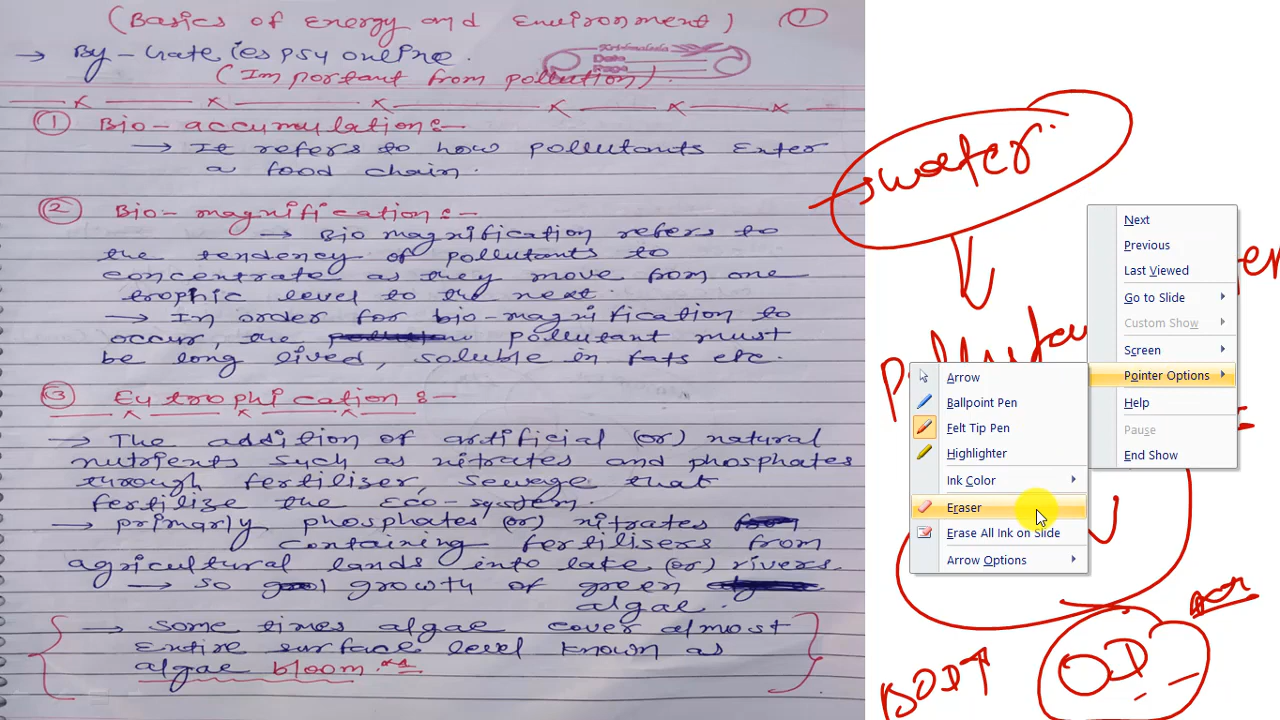 (Basics of Energy and Environment) ①
→ By - Gate ies psy online.
Krishnaleela
Date
Page
(Important from pollution).
① Bio-accumulation :-
→ It refers to how pollutants Enter
a food chain.
② Bio-magnification :-
→ Bio magnification refers to
the tendency of pollutants to
concentrate as they move from one
trophic level to the next.
→ In order for bio-magnification to
occur, the pollutant must
be long lived, soluble in fats etc.
③ Eutrophication :-
→ The addition of artificial (or) natural
nutrients such as nitrates and phosphates
through fertiliser, sewage that
fertilize the Eco-system.
→ primarly phosphates (or) nitrates
containing fertilisers from
agricultural lands into late (or) rivers.
→ so growth of green
algae.
→ some times algae cover almost
entire surface level known as
algae bloom
→ water
Next
Previous
Last Viewed
Go to Slide
Custom Show
Screen
Pointer Options
Help
Pause
End Show
Arrow
Ballpoint Pen
Felt Tip Pen
Highlighter
Ink Color
Eraser
Erase All Ink on Slide
Arrow Options
BOD↑
OD